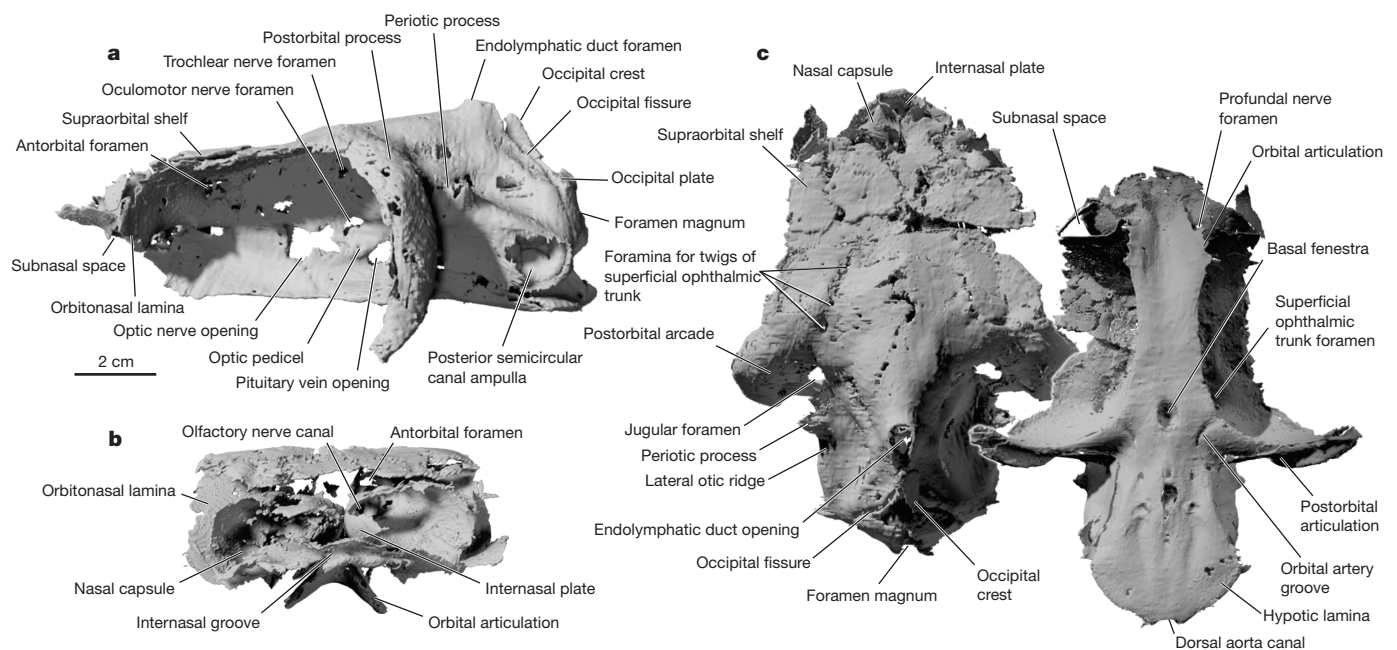 a
Periotic process
Postorbital process
Trochlear nerve foramen
Oculomotor nerve foramen
Supraorbital shelf
Antorbital foramen
Endolymphatic duct foramen
Occipital crest
Occipital fissure
Occipital plate
Foramen magnum
Subnasal space
Orbitonasal lamina
Optic nerve opening
Optic pedicel
Pituitary vein opening
Posterior semicircular
canal ampulla
2 cm
b
Olfactory nerve canal
Antorbital foramen
Orbitonasal lamina
Nasal capsule
Internasal groove
Internasal plate
Orbital articulation
c
Nasal capsule
Internasal plate
Supraorbital shelf
Foramina for twigs of
superficial ophthalmic
trunk
Postorbital arcade
Jugular foramen
Periotic process
Lateral otic ridge
Endolymphatic duct opening
Occipital fissure
Foramen magnum
Occipital
crest
Subnasal space
Profundal nerve
foramen
Orbital articulation
Basal fenestra
Superficial
ophthalmic
trunk foramen
Postorbital
articulation
Orbital artery
groove
Hypotic lamina
Dorsal aorta canal